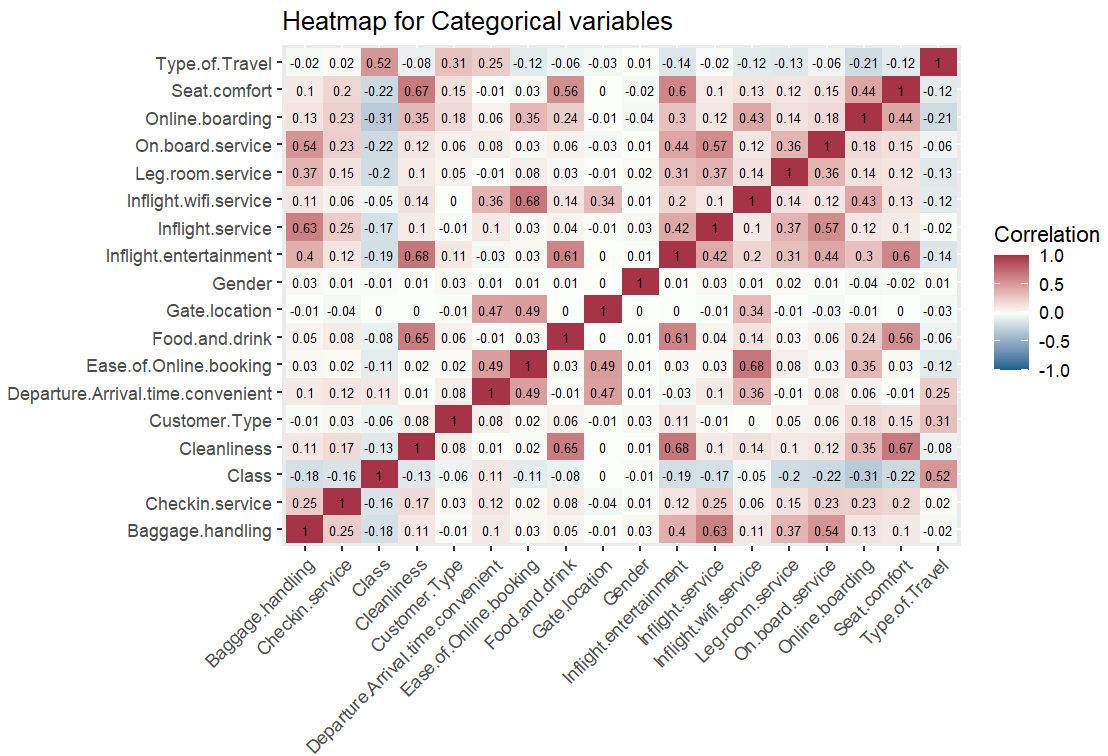 Heatmap for Categorical variables
Type.of.Travel -0.02 0.02 0.52 -0.08 0.31 0.25 -0.12 -0.06 -0.03 0.01 -0.14 -0.02 -0.12 -0.13 -0.06 -0.21 -0.12 1
Seat.comfort 0.1 0.2 -0.22 0.67 0.15 -0.01 0.03 0.56 0 -0.02 0.6 0.1 0.13 0.12 0.15 0.44 1 -0.12
Online.boarding 0.13 0.23 -0.31 0.35 0.18 0.06 0.35 0.24 -0.01 -0.04 0.3 0.12 0.43 0.14 0.18 1 0.44 -0.21
On.board.service 0.54 0.23 -0.22 0.12 0.06 0.08 0.03 0.06 -0.03 0.01 0.44 0.57 0.12 0.36 1 0.18 0.15 -0.06
Leg.room.service 0.37 0.15 -0.2 0.1 0.05 -0.01 0.08 0.03 -0.01 0.02 0.31 0.37 0.14 1 0.36 0.14 0.12 -0.13
Inflight.wifi.service 0.11 0.06 -0.05 0.14 0 0.36 0.68 0.14 0.34 0.01 0.2 0.1 1 0.14 0.12 0.43 0.13 -0.12
Inflight.service 0.63 0.25 -0.17 0.1 -0.01 0.1 0.03 0.04 -0.01 0.03 0.42 1 0.1 0.37 0.57 0.12 0.1 -0.02
Inflight.entertainment 0.4 0.12 -0.19 0.68 0.11 -0.03 0.03 0.61 0 0.01 1 0.42 0.2 0.31 0.44 0.3 0.6 -0.14
Gender 0.03 0.01 -0.01 0.01 0.03 0.01 0.01 0.01 0 1 0.01 0.03 0.01 0.02 0.01 -0.04 -0.02 0.01
Gate.location -0.01 -0.04 0 0 -0.01 0.47 0.49 0 1 0 0 -0.01 0.34 -0.01 -0.03 -0.01 0 -0.03
Food.and.drink 0.05 0.08 -0.08 0.65 0.06 -0.01 0.03 1 0 0.01 0.61 0.04 0.14 0.03 0.06 0.24 0.56 -0.06
Ease.of.Online.booking 0.03 0.02 -0.11 0.02 0.02 0.49 1 0.03 0.49 0.01 0.03 0.03 0.68 0.08 0.03 0.35 0.03 -0.12
Departure.Arrival.time.convenient 0.1 0.12 0.11 0.01 0.08 1 0.49 -0.01 0.47 0.01 -0.03 0.1 0.36 -0.01 0.08 0.06 -0.01 0.25
Customer.Type -0.01 0.03 -0.06 0.08 1 0.08 0.02 0.06 -0.01 0.03 0.11 -0.01 0 0.05 0.06 0.18 0.15 0.31
Cleanliness 0.11 0.17 -0.13 1 0.08 0.01 0.02 0.65 0 0.01 0.68 0.1 0.14 0.1 0.12 0.35 0.67 -0.08
Class -0.18 -0.16 1 -0.13 -0.06 0.11 -0.11 -0.08 0 -0.01 -0.19 -0.17 -0.05 -0.2 -0.22 -0.31 -0.22 0.52
Checkin.service 0.25 1 -0.16 0.17 0.03 0.12 0.02 0.08 -0.04 0.01 0.12 0.25 0.06 0.15 0.23 0.23 0.2 0.02
Baggage.handling 1 0.25 -0.18 0.11 -0.01 0.1 0.03 0.05 -0.01 0.03 0.4 0.63 0.11 0.37 0.54 0.13 0.1 -0.02
Baggage.handling
Checkin.service
Class
Cleanliness
Customer.Type
Departure.Arrival.time.convenient
Ease.of.Online.booking
Food.and.drink
Gate.location
Gender
Inflight.entertainment
Inflight.service
Inflight.wifi.service
Leg.room.service
On.board.service
Online.boarding
Seat.comfort
Type.of.Travel
Correlation
1.0
0.5
0.0
-0.5
-1.0